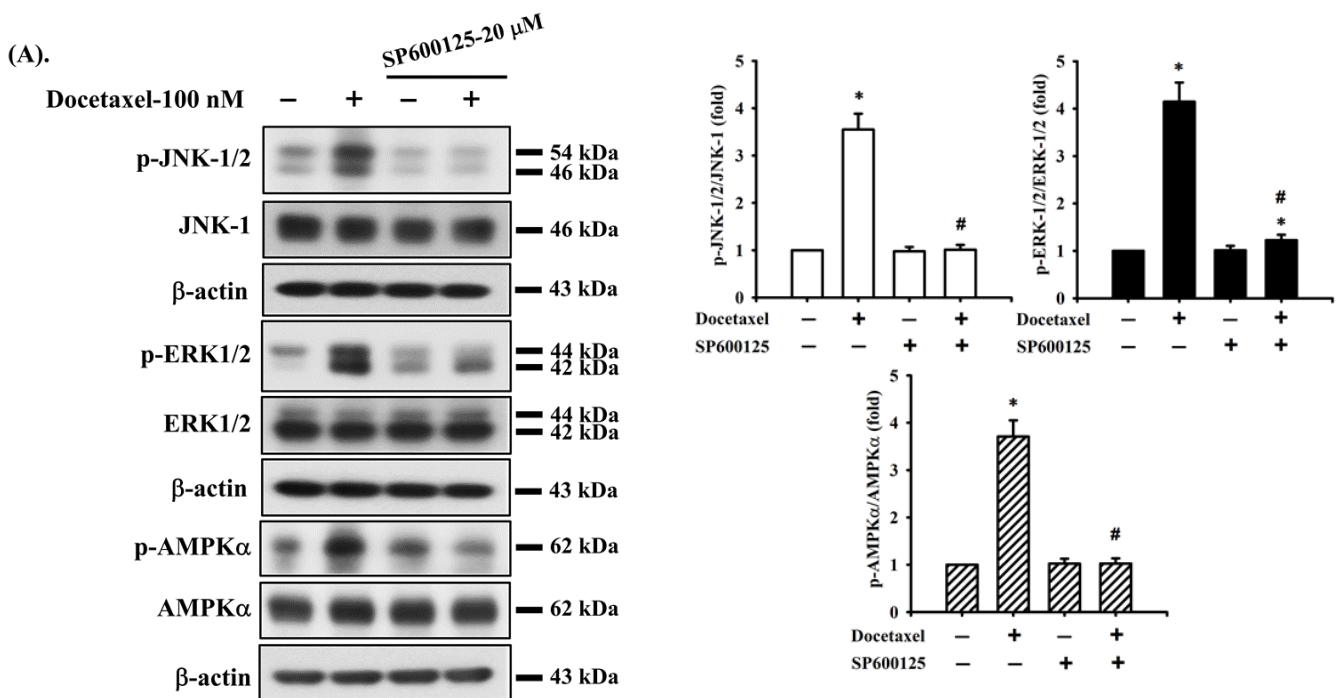 (A).
SP600125-20 μM
Docetaxel-100 nM − + − +
p-JNK-1/2 54 kDa
46 kDa
JNK-1 46 kDa
β-actin 43 kDa
p-ERK1/2 44 kDa
42 kDa
ERK1/2 44 kDa
42 kDa
β-actin 43 kDa
p-AMPKα 62 kDa
AMPKα 62 kDa
β-actin 43 kDa
p-JNK-1/2/JNK-1 (fold)
5
4
3
2
1
0
*
#
Docetaxel − + − +
SP600125 − − + +
p-ERK-1/2/ERK-1/2 (fold)
5
4
3
2
1
0
*
#
*
Docetaxel − + − +
SP600125 − − + +
p-AMPKα/AMPKα (fold)
5
4
3
2
1
0
*
#
Docetaxel − + − +
SP600125 − − + +